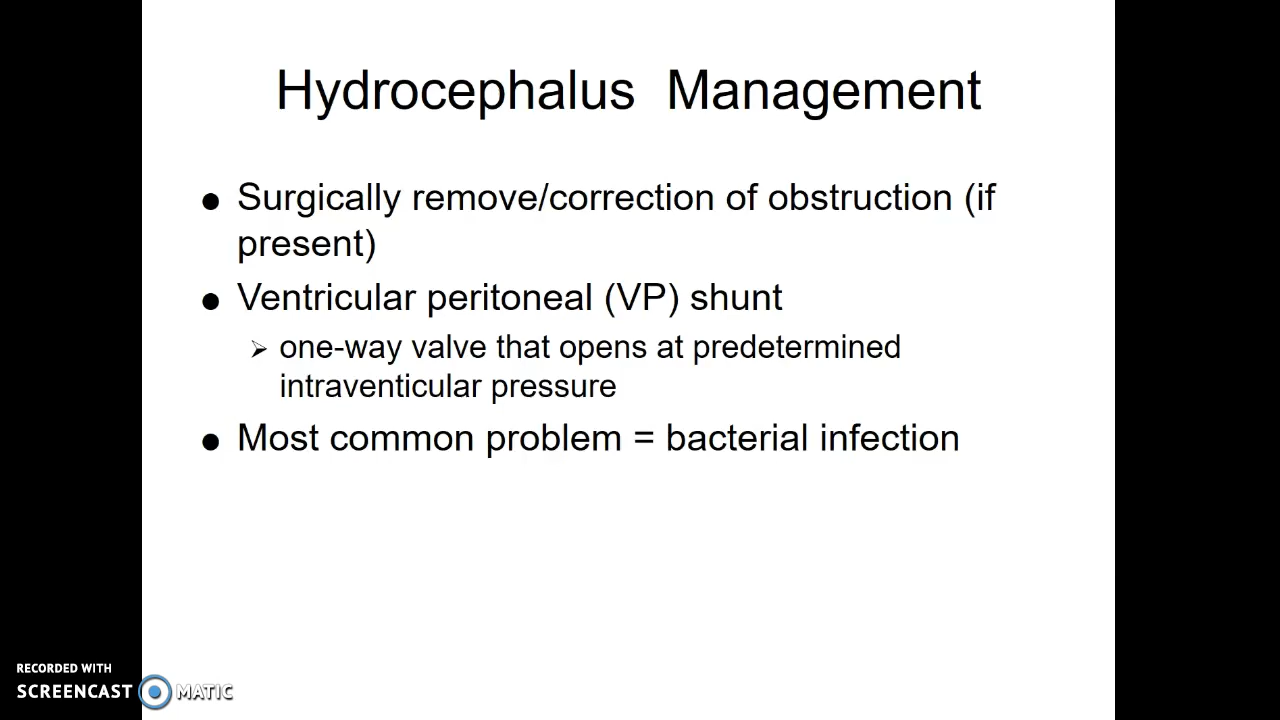 Hydrocephalus Management
● Surgically remove/correction of obstruction (if
present)
● Ventricular peritoneal (VP) shunt
➢ one-way valve that opens at predetermined
intraventicular pressure
● Most common problem = bacterial infection
RECORDED WITH
SCREENCAST MATIC